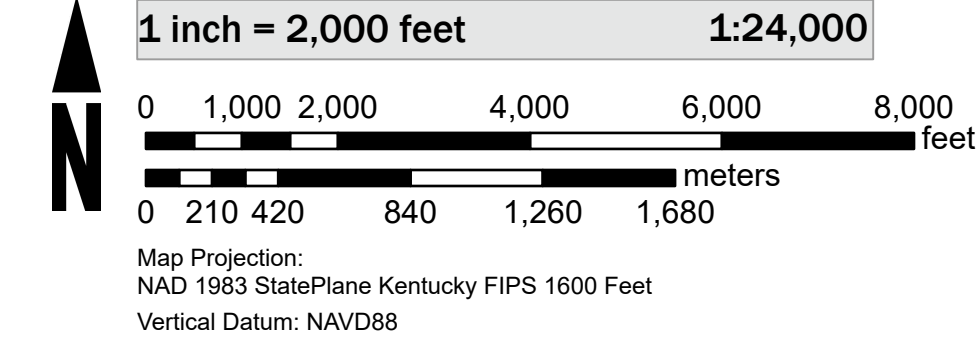 1 inch = 2,000 feet 1:24,000
0 1,000 2,000 4,000 6,000 8,000
feet
N
meters
0 210 420 840 1,260 1,680
Map Projection:
NAD 1983 StatePlane Kentucky FIPS 1600 Feet
Vertical Datum: NAVD88